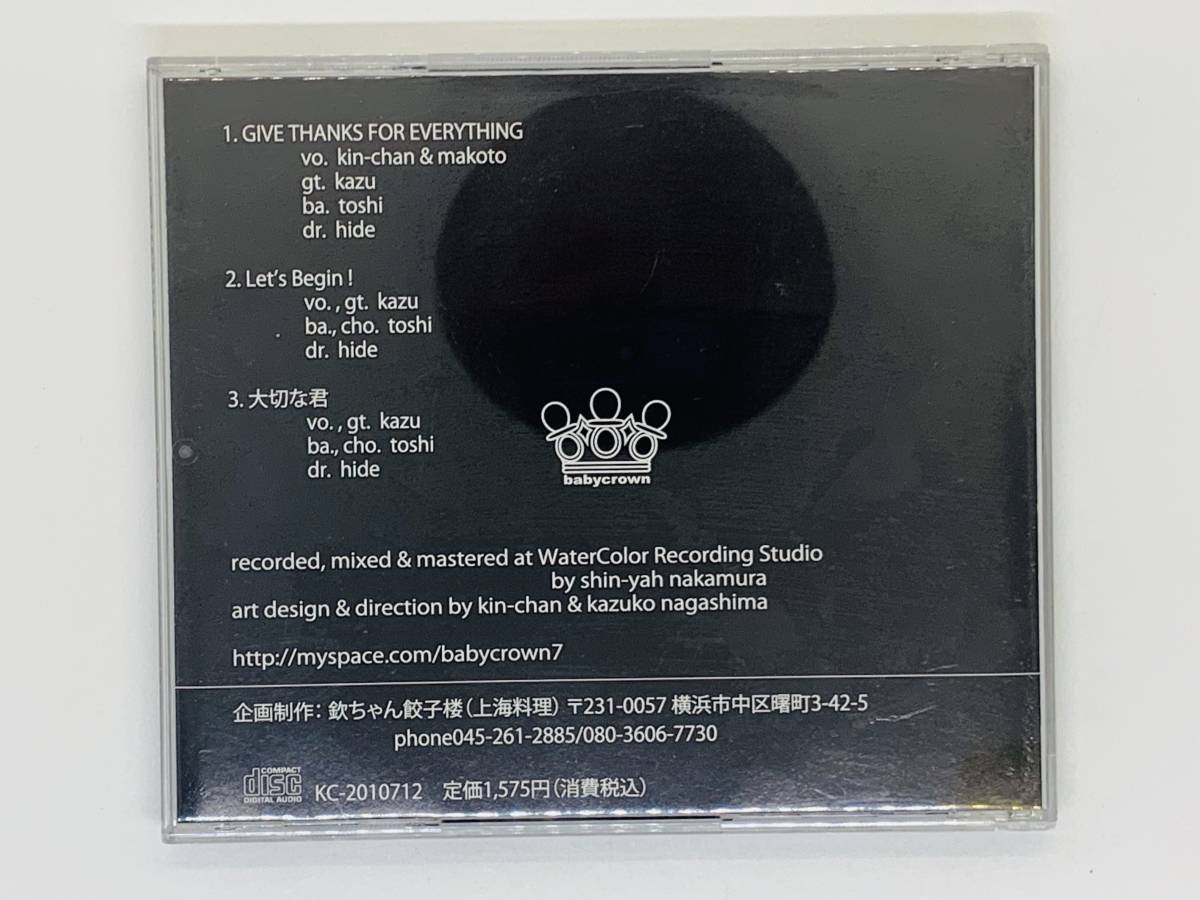 1. GIVE THANKS FOR EVERYTHING
vo. kin-chan & makoto
gt. kazu
ba. toshi
dr. hide
2. Let's Begin !
vo. , gt. kazu
ba., cho. toshi
dr. hide
3. 大切な君
vo. , gt. kazu
ba., cho. toshi
dr. hide
babycrown
recorded, mixed & mastered at WaterColor Recording Studio
by shin-yah nakamura
art design & direction by kin-chan & kazuko nagashima
http://myspace.com/babycrown7
企画制作: 欽ちゃん餃子楼(上海料理) 〒231-0057 横浜市中区曙町3-42-5
phone045-261-2885/080-3606-7730
COMPACT
disc
DIGITAL AUDIO
KC-2010712 定価1,575円(消費税込)